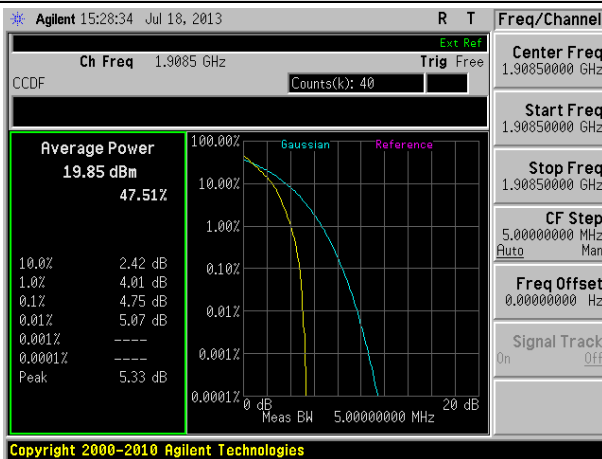 Agilent 15:28:34 Jul 18, 2013 R T
Ext Ref
Ch Freq 1.9085 GHz Trig Free
CCDF Counts(k): 40
Average Power
19.85 dBm
47.51%
10.0% 2.42 dB
1.0% 4.01 dB
0.1% 4.75 dB
0.01% 5.07 dB
0.001% ----
0.0001% ----
Peak 5.33 dB
100.00% Gaussian Reference
10.00%
1.00%
0.10%
0.01%
0.001%
0.0001%
0 dB 20 dB
Meas BW 5.00000000 MHz
Freq/Channel
Center Freq
1.90850000 GHz
Start Freq
1.90850000 GHz
Stop Freq
1.90850000 GHz
CF Step
5.00000000 MHz
Auto Man
Freq Offset
0.00000000 Hz
Signal Track
On Off
Copyright 2000-2010 Agilent Technologies